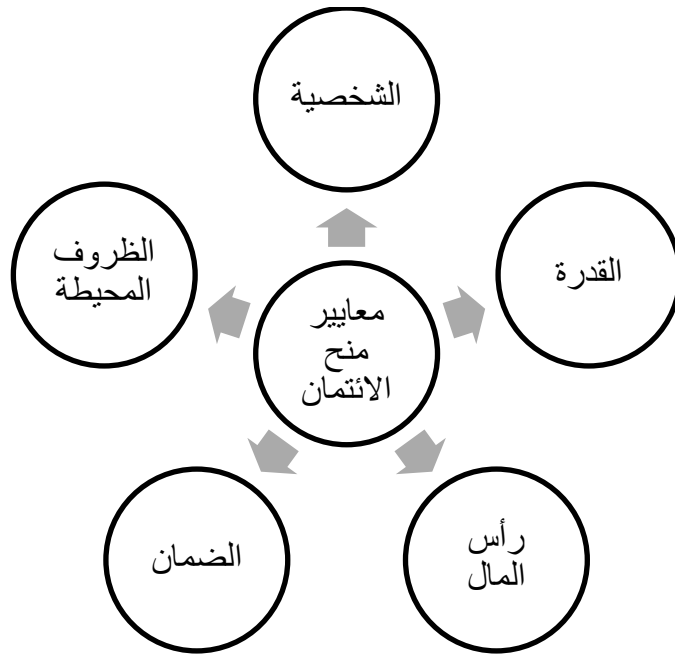 الشخصية
القدرة
رأس
المال
الضمان
الظروف
المحيطة
معايير
منح
الائتمان